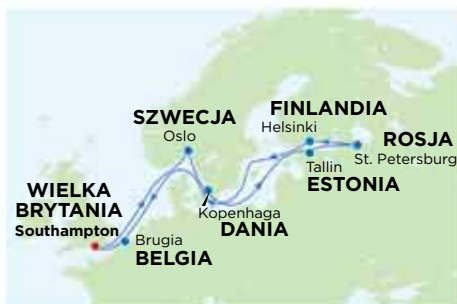 SZWECJA
Oslo
FINLANDIA
Helsinki
ROSJA
St. Petersburg
Tallin
ESTONIA
WIELKA
BRYTANIA
Southampton
Kopenhaga
DANIA
Brugia
BELGIA